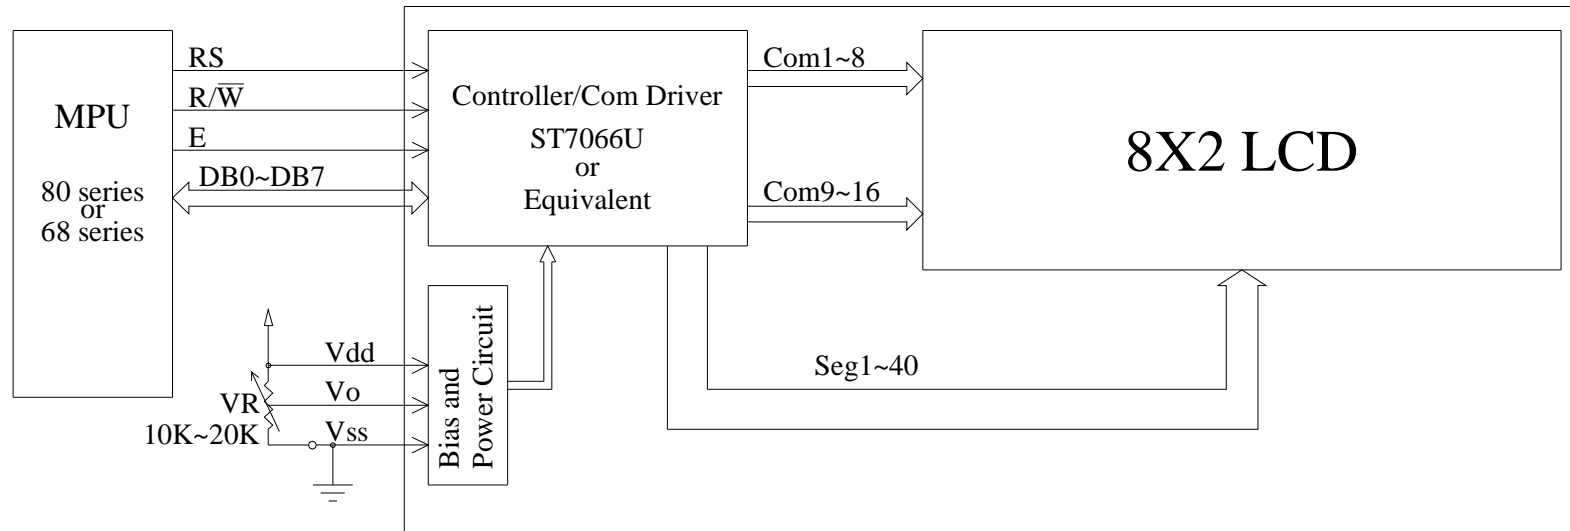 MPU
80 series
or
68 series
RS
R/W̅
E
DB0~DB7
Controller/Com Driver
ST7066U
or
Equivalent
Com1~8
Com9~16
8X2 LCD
Seg1~40
Vdd
Vo
Vss
VR
10K~20K
Bias and
Power Circuit